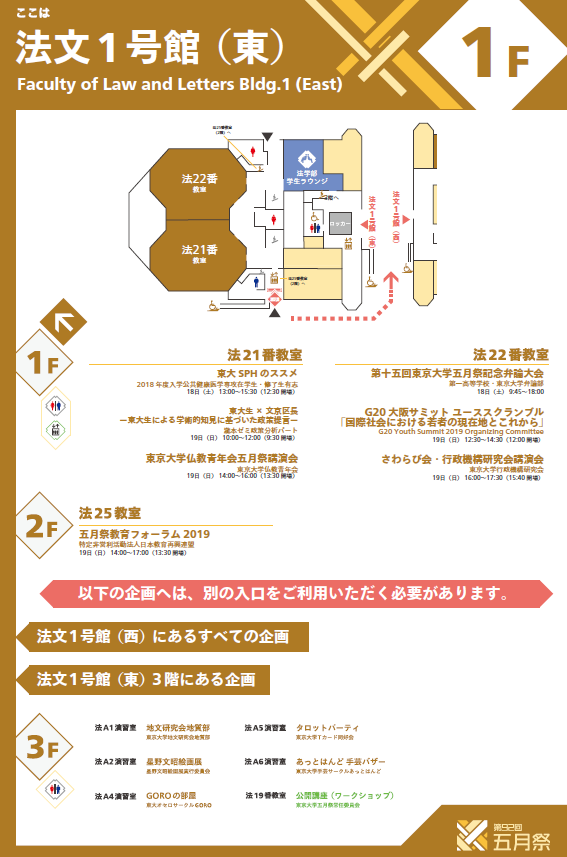 ここは
法文1号館（東）
Faculty of Law and Letters Bldg.1 (East)
1F
法25番教室
(2階)へ
法22番
教室
法学部
学生ラウンジ
3階へ
ロッカー
法文1号館（東）
法文1号館（西）
法21番
教室
法25番教室
(2階)へ
1F
法21番教室
東大 SPH のススメ
2018 年度入学公共健康医学専攻在学生・修了生有志
18日（土） 13:00～15:30（12:30 開場）
東大生 × 文京区長
ー東大生による学術的知見に基づいた政策提言ー
瀧本ゼミ政策分析パート
19日（日） 10:00～12:00（9:30 開場）
東京大学仏教青年会五月祭講演会
東京大学仏教青年会
19日（日） 14:00～16:00（13:30 開場）
法22番教室
第十五回東京大学五月祭記念弁論大会
第一高等学校・東京大学弁論部
18日（土） 9:45～18:00
G20 大阪サミット ユーススクランブル
「国際社会における若者の現在地とこれから」
G20 Youth Summit 2019 Organizing Committee
19日（日） 12:30～14:30（12:00 開場）
さわらび会・行政機構研究会講演会
東京大学行政機構研究会
19日（日） 16:00～17:30（15:40 開場）
2F
法25教室
五月祭教育フォーラム 2019
特定非営利活動法人日本教育再興連盟
19日（日） 14:00～17:00（13:30 開場）
以下の企画へは、別の入口をご利用いただく必要があります。
法文1号館（西）にあるすべての企画
法文1号館（東）3階にある企画
3F
法A1演習室 地文研究会地質部
東京大学地文研究会地質部
法A2演習室 星野文昭絵画展
星野文昭絵画展実行委員会
法A4演習室 GOROの部屋
東大オセロサークルGORO
法A5演習室 タロットパーティ
東京大学Tカード同好会
法A6演習室 あっとはんど 手芸バザー
東京大学手芸サークルあっとはんど
法19番教室 公開講座（ワークショップ）
東京大学五月祭常任委員会
第92回
五月祭